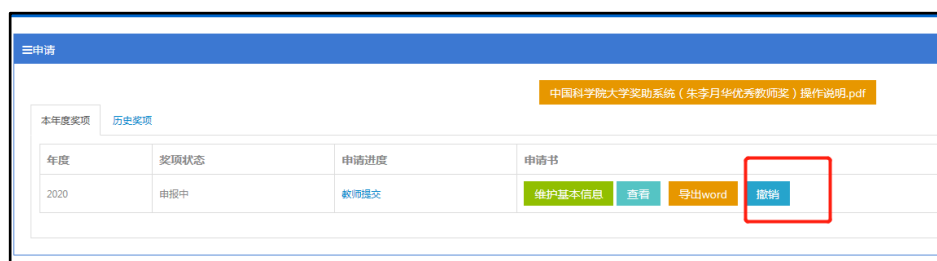 申请
中国科学院大学奖助系统(朱李月华优秀教师奖)操作说明.pdf
本年度奖项 历史奖项
年度 奖项状态 申请进度 申请书
2020 申报中 教师提交 维护基本信息 查看 导出word 撤销